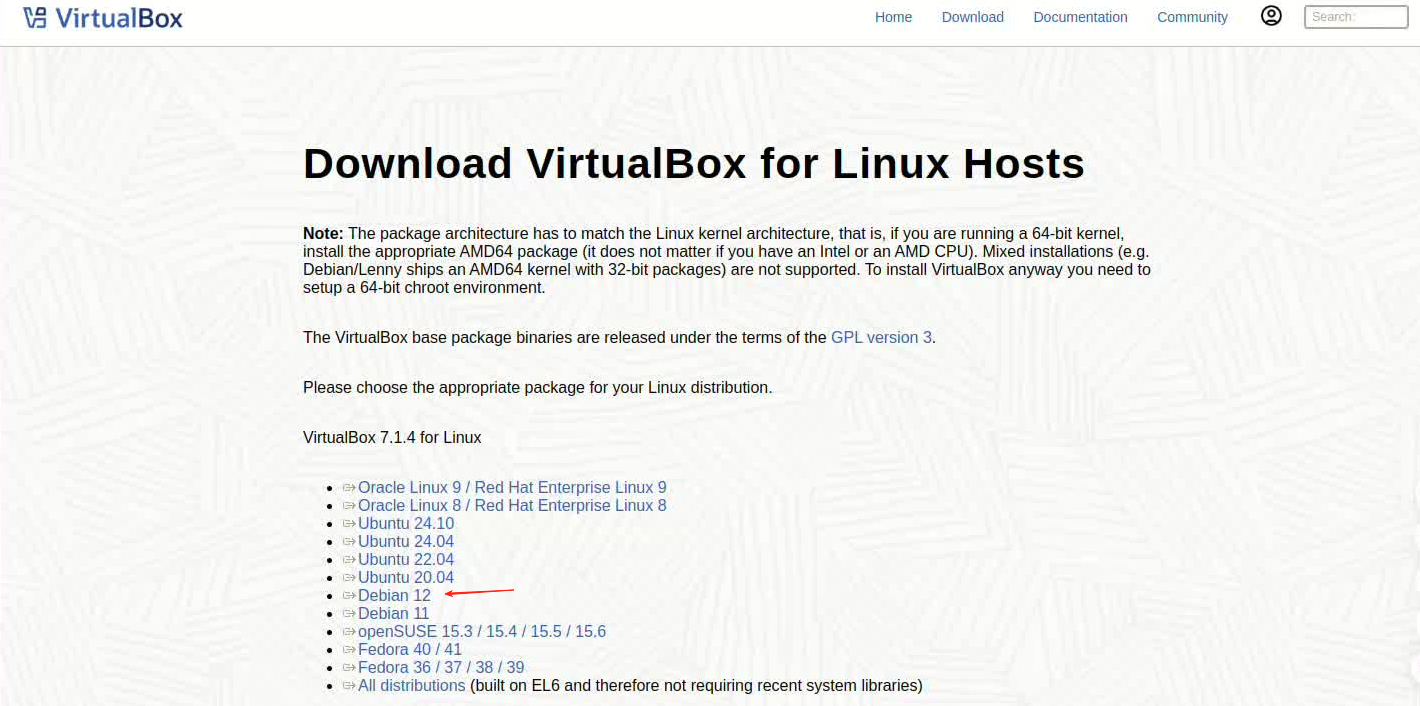 VirtualBox
Home Download Documentation Community Search:
Download VirtualBox for Linux Hosts
Note: The package architecture has to match the Linux kernel architecture, that is, if you are running a 64-bit kernel,
install the appropriate AMD64 package (it does not matter if you have an Intel or an AMD CPU). Mixed installations (e.g.
Debian/Lenny ships an AMD64 kernel with 32-bit packages) are not supported. To install VirtualBox anyway you need to
setup a 64-bit chroot environment.
The VirtualBox base package binaries are released under the terms of the GPL version 3.
Please choose the appropriate package for your Linux distribution.
VirtualBox 7.1.4 for Linux
Oracle Linux 9 / Red Hat Enterprise Linux 9
Oracle Linux 8 / Red Hat Enterprise Linux 8
Ubuntu 24.10
Ubuntu 24.04
Ubuntu 22.04
Ubuntu 20.04
Debian 12
Debian 11
openSUSE 15.3 / 15.4 / 15.5 / 15.6
Fedora 40 / 41
Fedora 36 / 37 / 38 / 39
All distributions (built on EL6 and therefore not requiring recent system libraries)